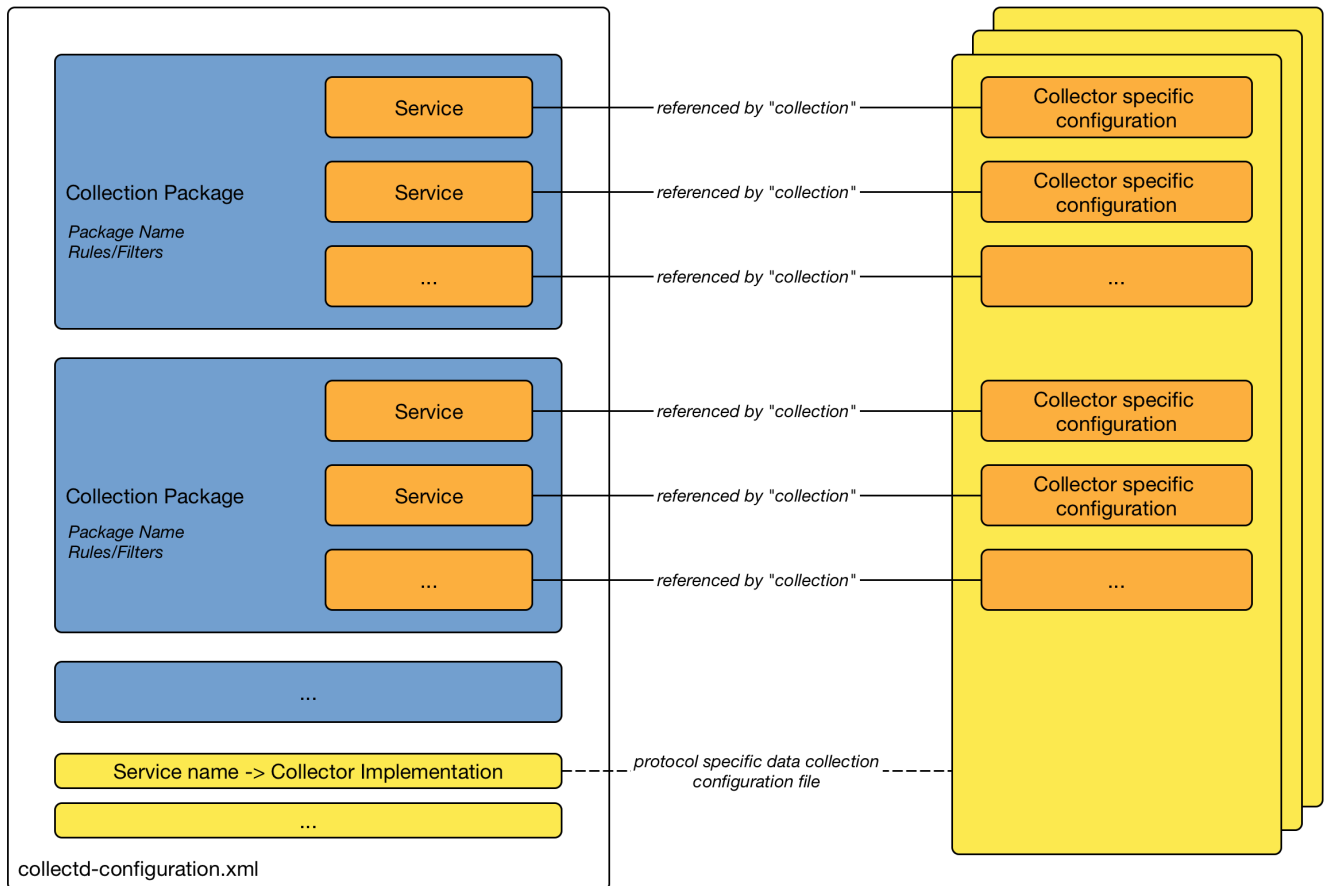 Service
referenced by "collection"
Collector specific
configuration
Collection Package
Package Name
Rules/Filters
Service
referenced by "collection"
Collector specific
configuration
...
referenced by "collection"
...
Service
referenced by "collection"
Collector specific
configuration
Collection Package
Package Name
Rules/Filters
Service
referenced by "collection"
Collector specific
configuration
...
referenced by "collection"
...
...
Service name -> Collector Implementation
protocol specific data collection
configuration file
...
collectd-configuration.xml